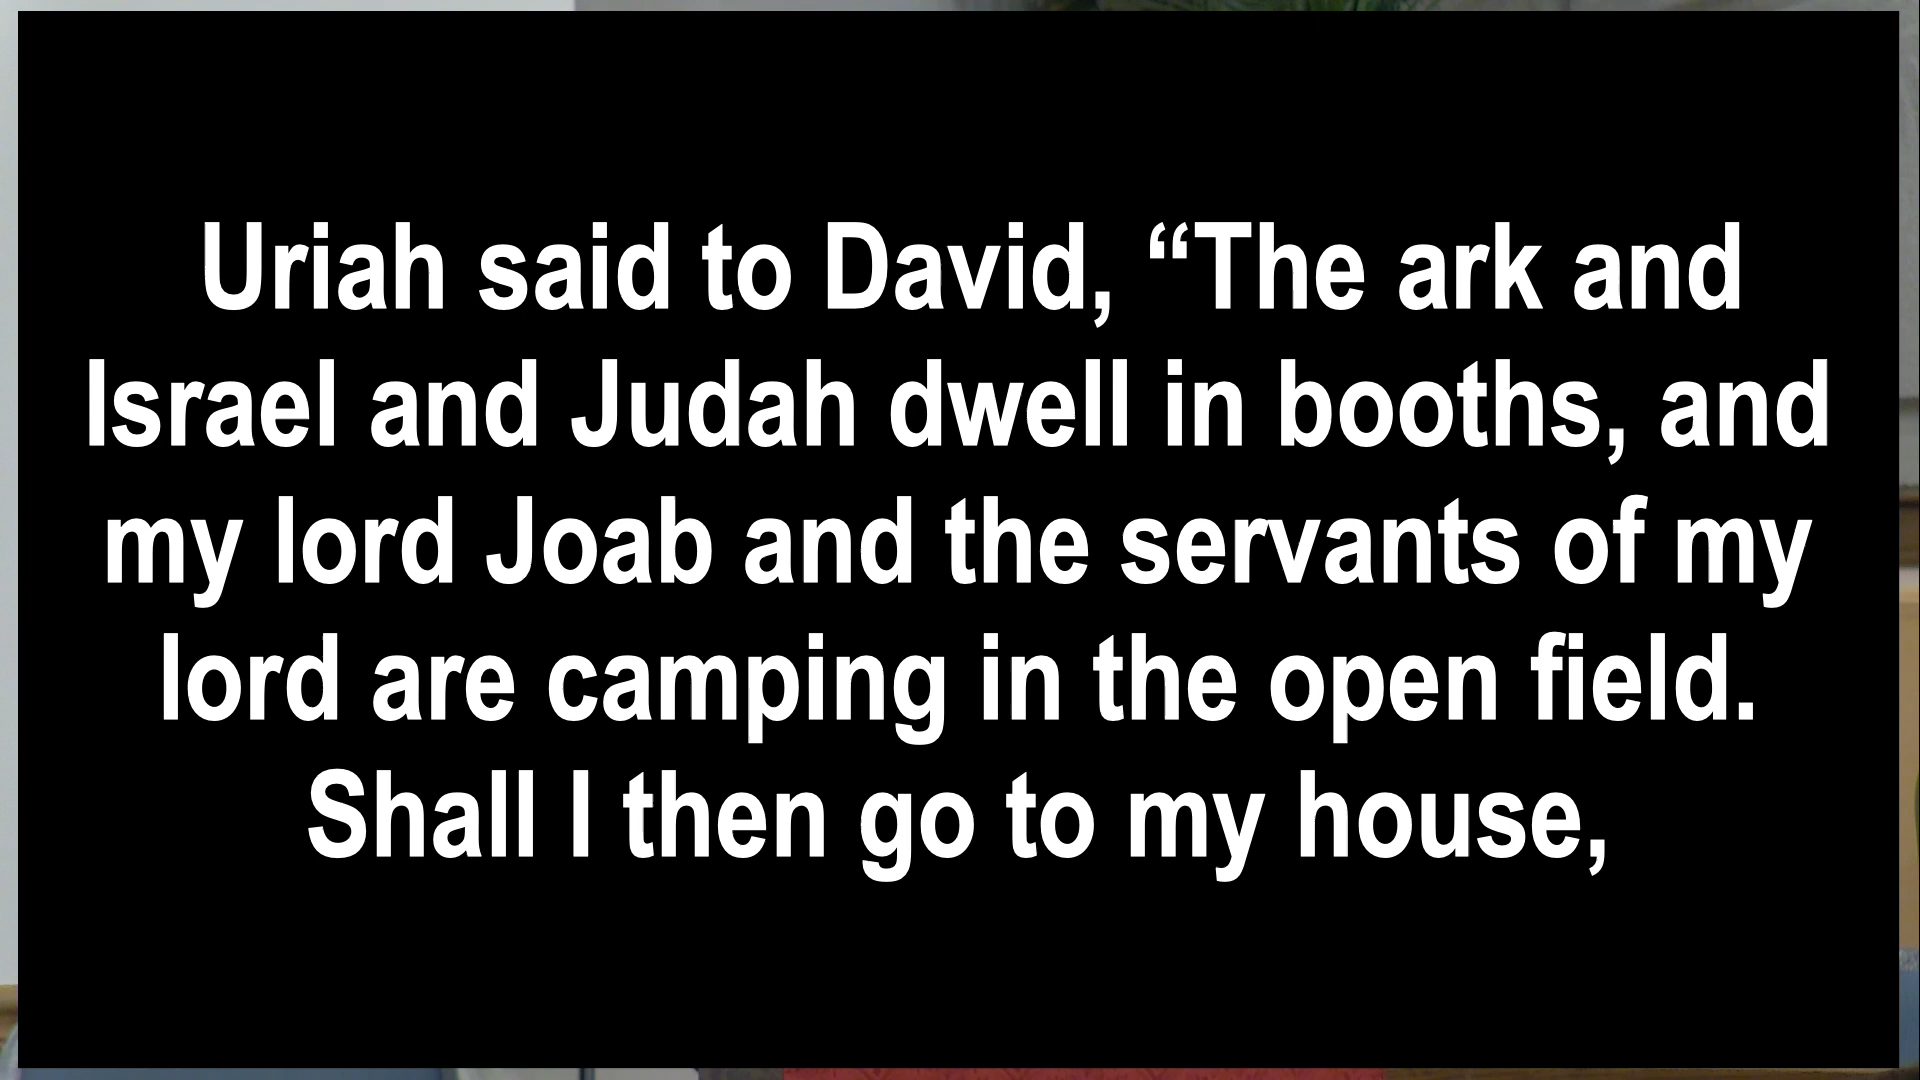 Uriah said to David, “The ark and
Israel and Judah dwell in booths, and
my lord Joab and the servants of my
lord are camping in the open field.
Shall I then go to my house,